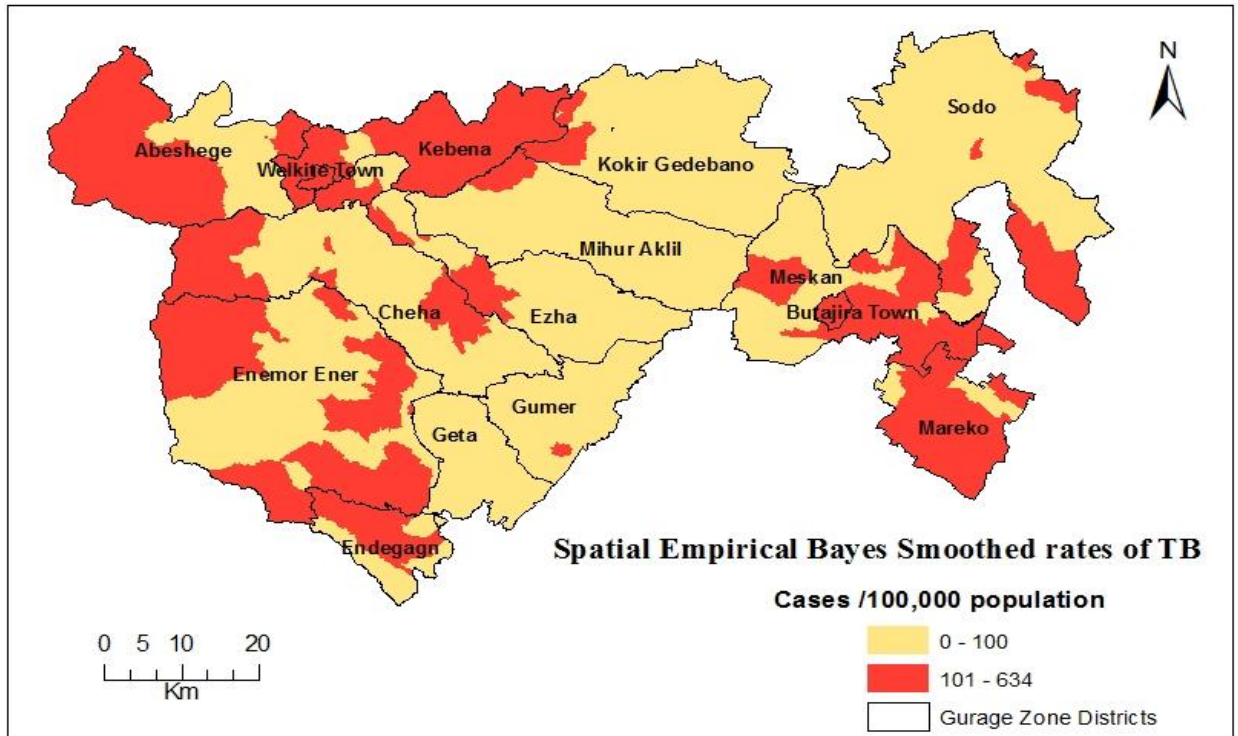 N
Sodo
Abeshege
Kebena
Welkite Town
Kokir Gedebano
Mihur Aklil
Meskan
Cheha
Ezha
Butajira Town
Enemor Ener
Gumer
Geta
Mareko
Endegagn
Spatial Empirical Bayes Smoothed rates of TB
Cases /100,000 population
0 - 100
101 - 634
Gurage Zone Districts
0 5 10 20
Km